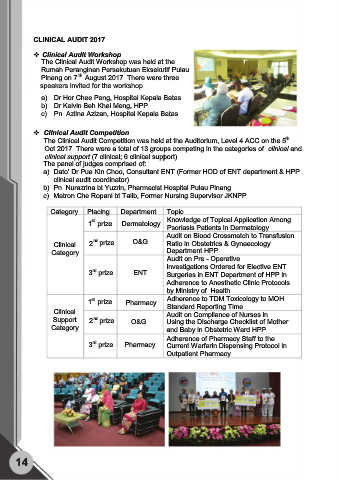 CLINICAL AUDIT 2017
❖ Clinical Audit Workshop
The Clinical Audit Workshop was held at the
Rumah Peranginan Persekutuan Eksekutif Pulau
Pinang on 7th August 2017 There were three
speakers invited for the workshop
a) Dr Hor Chee Peng, Hospital Kepala Batas
b) Dr Kelvin Beh Khai Meng, HPP
c) Pn Azlina Azizan, Hospital Kepala Batas
❖ Clinical Audit Competition
The Clinical Audit Competition was held at the Auditorium, Level 4 ACC on the 5th
Oct 2017 There were a total of 13 groups competing in the categories of clinical and
clinical support (7 clinical; 6 clinical support)
The panel of judges comprised of:
a) Dato' Dr Pua Kin Choo, Consultant ENT (Former HOD of ENT department & HPP
clinical audit coordinator)
b) Pn Nurazrina bt Yuzrin, Pharmacist Hospital Pulau Pinang
c) Matron Che Ropani bt Talib, Former Nursing Supervisor JKNPP
Category Placing Department Topic
Clinical Category
1st prize Dermatology Knowledge of Topical Application Among
Psoriasis Patients in Dermatology
2nd prize O&G Audit on Blood Crossmatch to Transfusion
Ratio in Obstetrics & Gynaecology
Department HPP
3rd prize ENT Audit on Pre - Operative
Investigations Ordered for Elective ENT
Surgeries in ENT Department of HPP in
Adherence to Anesthetic Clinic Protocols
by Ministry of Health
Clinical Support Category
1st prize Pharmacy Adherence to TDM Toxicology to MOH
Standard Reporting Time
2nd prize O&G Audit on Compliance of Nurses in
Using the Discharge Checklist of Mother
and Baby in Obstetric Ward HPP
3rd prize Pharmacy Adherence of Pharmacy Staff to the
Current Warfarin Dispensing Protocol in
Outpatient Pharmacy
14